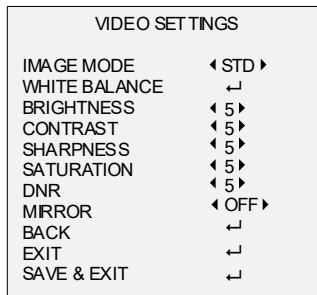 VIDEO SETTINGS
IMAGE MODE STD
WHITE BALANCE ↵
BRIGHTNESS 5
CONTRAST 5
SHARPNESS 5
SATURATION 5
DNR 5
MIRROR OFF
BACK ↵
EXIT ↵
SAVE & EXIT ↵